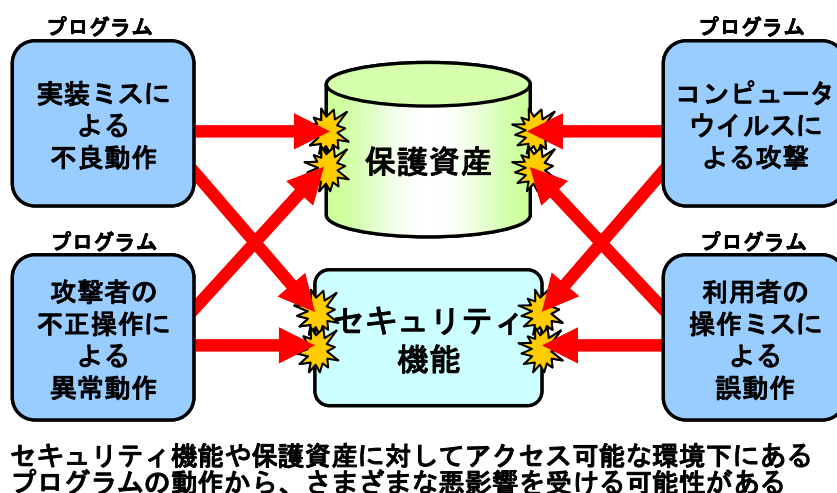 プログラム
実装ミスに
よる
不良動作
プログラム
コンピュータ
ウイルスに
よる攻撃
保護資産
プログラム
攻撃者の
不正操作に
よる
異常動作
プログラム
利用者の
操作ミスに
よる
誤動作
セキュリティ
機能
セキュリティ機能や保護資産に対してアクセス可能な環境下にある
プログラムの動作から、さまざまな悪影響を受ける可能性がある